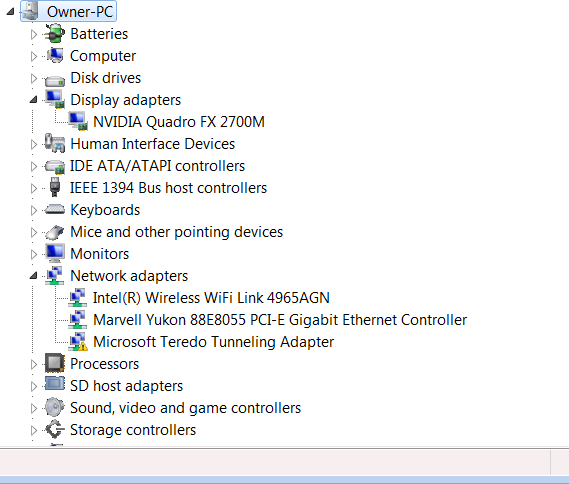 Owner-PC
Batteries
Computer
Disk drives
Display adapters
NVIDIA Quadro FX 2700M
Human Interface Devices
IDE ATA/ATAPI controllers
IEEE 1394 Bus host controllers
Keyboards
Mice and other pointing devices
Monitors
Network adapters
Intel(R) Wireless WiFi Link 4965AGN
Marvell Yukon 88E8055 PCI-E Gigabit Ethernet Controller
Microsoft Teredo Tunneling Adapter
Processors
SD host adapters
Sound, video and game controllers
Storage controllers